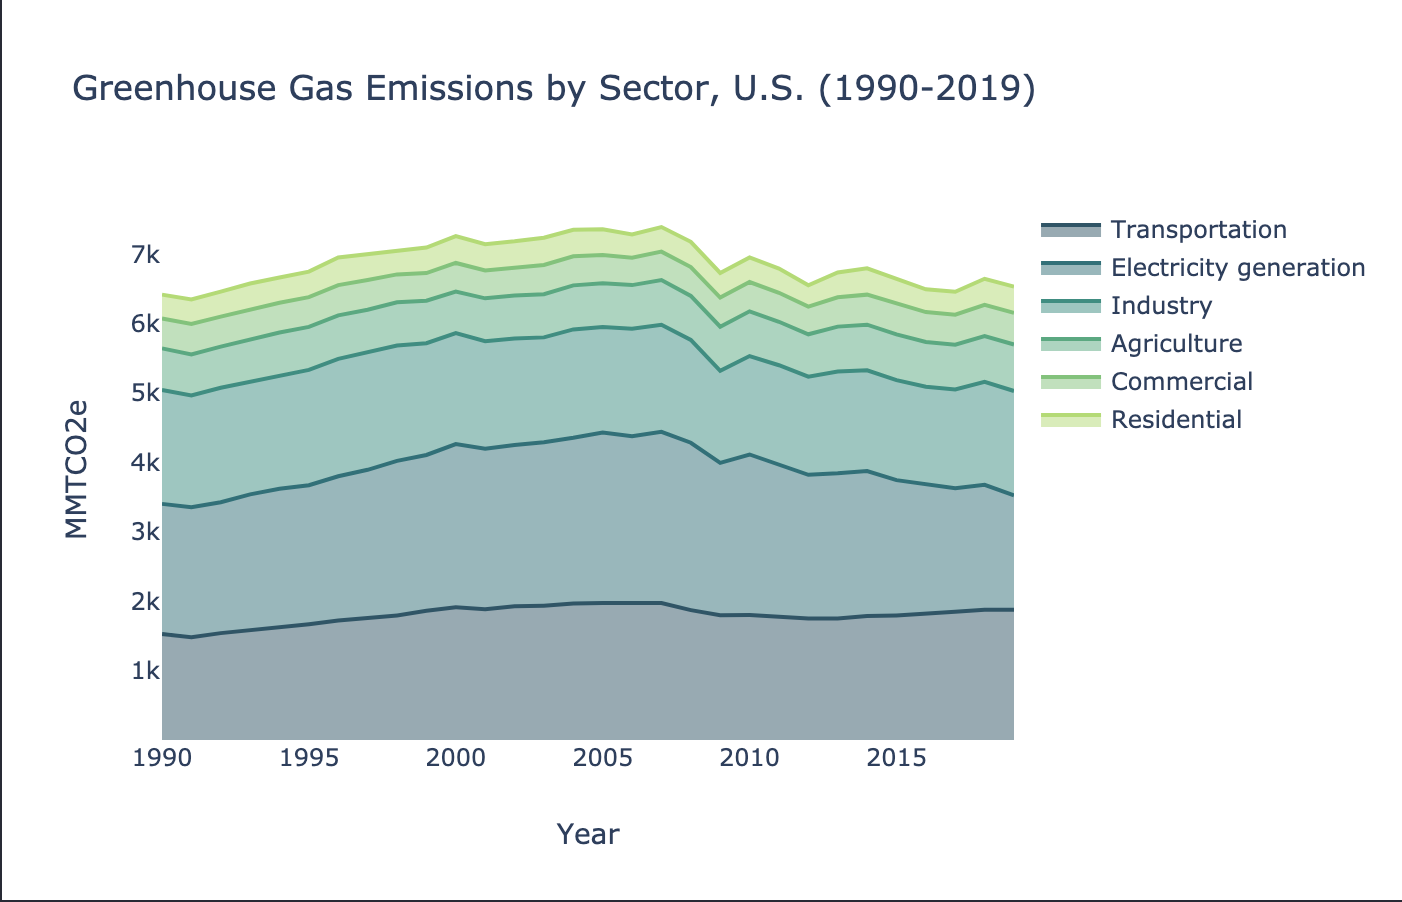 Greenhouse Gas Emissions by Sector, U.S. (1990-2019)
7k
6k
5k
4k
3k
2k
1k
MMTCO2e
1990 1995 2000 2005 2010 2015
Year
Transportation
Electricity generation
Industry
Agriculture
Commercial
Residential